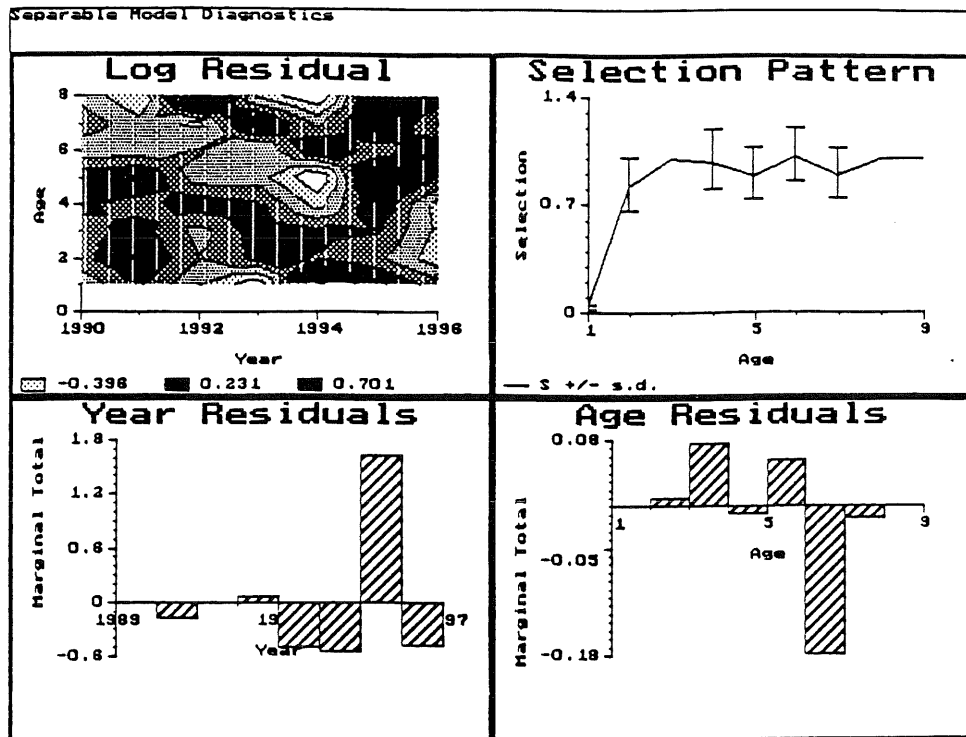 Separable Model Diagnostics
Log Residual
8
6
4
2
0
Age
1990 1992 1994 1996
Year
-0.396 0.231 0.701
Selection Pattern
1.4
0.7
0
Selection
1 5 9
Age
S +/- s.d.
Year Residuals
1.8
1.2
0.6
0
-0.6
Marginal Total
1989 19 97
Year
Age Residuals
0.08
-0.05
-0.18
Marginal Total
1 5 9
Age